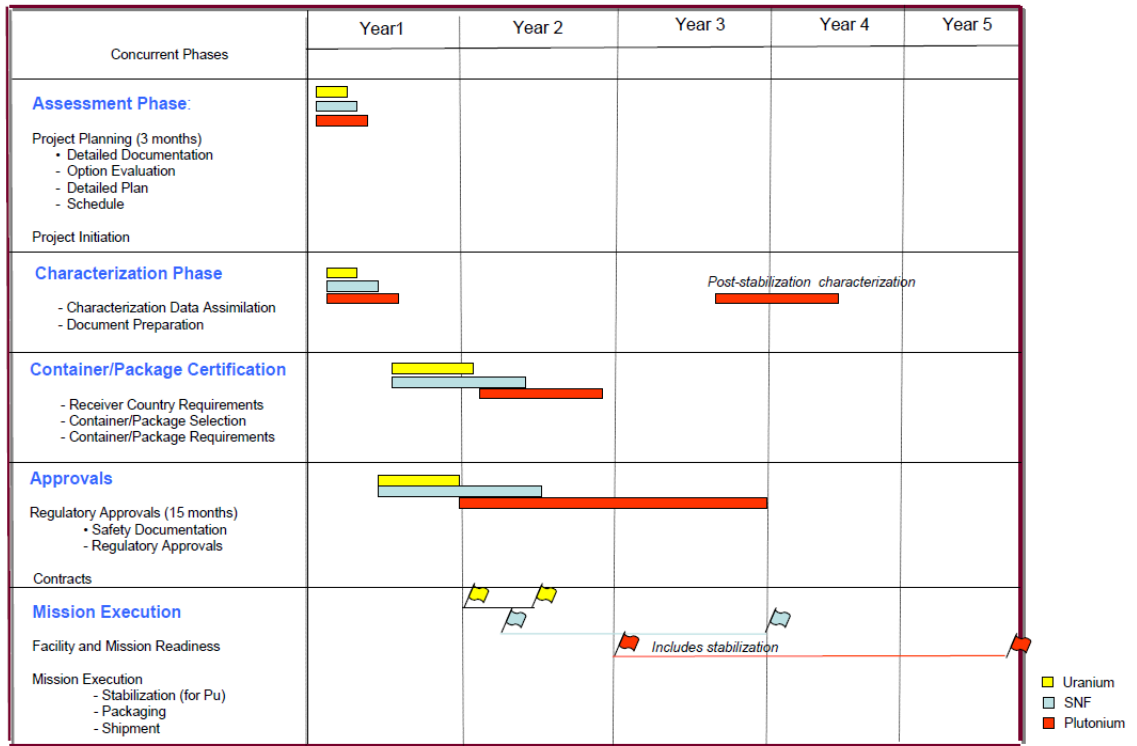 Year1
Year 2
Year 3
Year 4
Year 5
Concurrent Phases
Assessment Phase:
Project Planning (3 months)
• Detailed Documentation
- Option Evaluation
- Detailed Plan
- Schedule
Project Initiation
Characterization Phase
- Characterization Data Assimilation
- Document Preparation
Post-stabilization characterization
Container/Package Certification
- Receiver Country Requirements
- Container/Package Selection
- Container/Package Requirements
Approvals
Regulatory Approvals (15 months)
• Safety Documentation
- Regulatory Approvals
Contracts
Mission Execution
Facility and Mission Readiness
Includes stabilization
Mission Execution
- Stabilization (for Pu)
- Packaging
- Shipment
Uranium
SNF
Plutonium